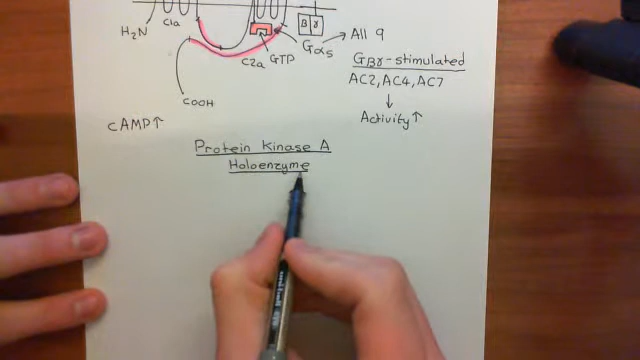 C1a
H₂N
β γ
Gαs → All 9
C2a GTP
Gβγ-stimulated
AC2, AC4, AC7
↓
Activity↑
COOH
cAMP↑
Protein Kinase A
Holoenzyme